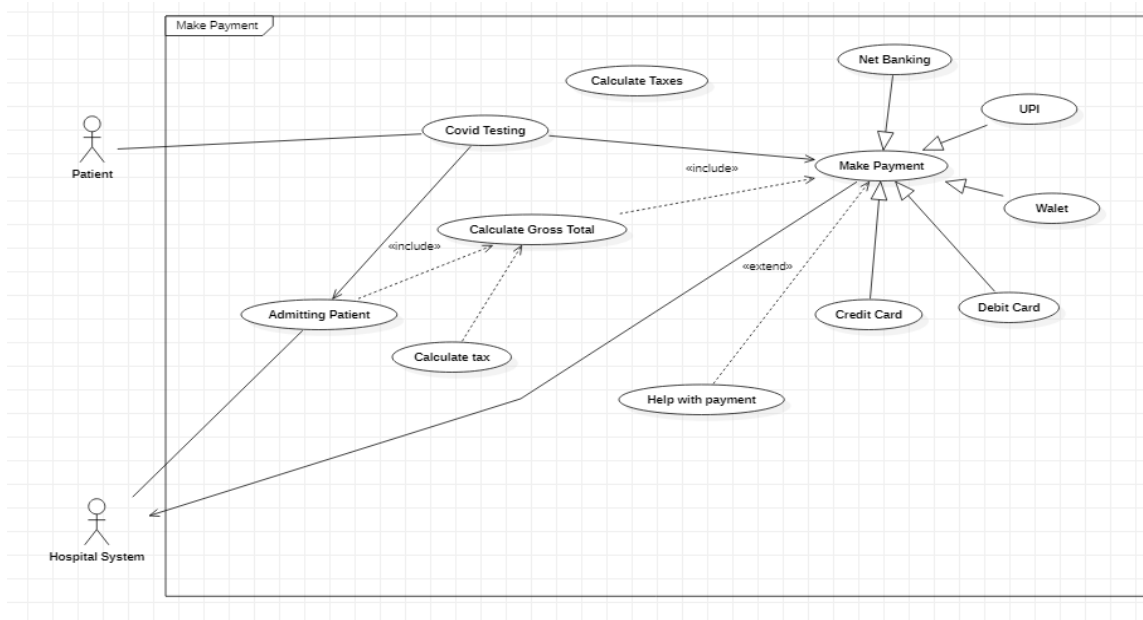 Make Payment
Net Banking
Calculate Taxes
UPI
Covid Testing
Patient
«include»
Make Payment
Walet
Calculate Gross Total
«include»
«extend»
Admitting Patient
Credit Card
Debit Card
Calculate tax
Help with payment
Hospital System